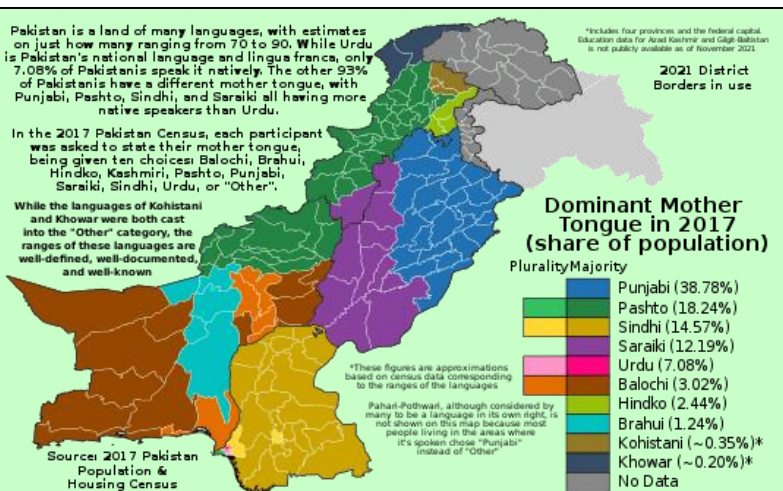 Pakistan is a land of many languages, with estimates
on just how many ranging from 70 to 90. While Urdu
is Pakistan's national language and lingua franca, only
7.08% of Pakistanis speak it natively. The other 93%
of Pakistanis have a different mother tongue, with
Punjabi, Pashto, Sindhi, and Saraiki all having more
native speakers than Urdu.
In the 2017 Pakistan Census, each participant
was asked to state their mother tongue,
being given ten choices: Balochi, Brahui,
Hindko, Kashmiri, Pashto, Punjabi,
Saraiki, Sindhi, Urdu, or "Other".
While the languages of Kohistani
and Khowar were both cast
into the "Other" category, the
ranges of these languages are
well-defined, well-documented,
and well-known
*Includes four provinces and the federal capital.
Education data for Azad Kashmir and Gilgit-Baltistan
is not publicly available as of November 2021
2021 District
Borders in use
Dominant Mother
Tongue in 2017
(share of population)
Plurality Majority
Punjabi (38.78%)
Pashto (18.24%)
Sindhi (14.57%)
Saraiki (12.19%)
Urdu (7.08%)
Balochi (3.02%)
Hindko (2.44%)
Brahui (1.24%)
Kohistani (~0.35%)*
Khowar (~0.20%)*
No Data
*These figures are approximations
based on census data corresponding
to the ranges of the languages
Pahari-Pothwari, although considered by
many to be a language in its own right, is
not shown on this map because most
people living in the areas where
it's spoken chose "Punjabi"
instead of "Other"
Source: 2017 Pakistan
Population &
Housing Census